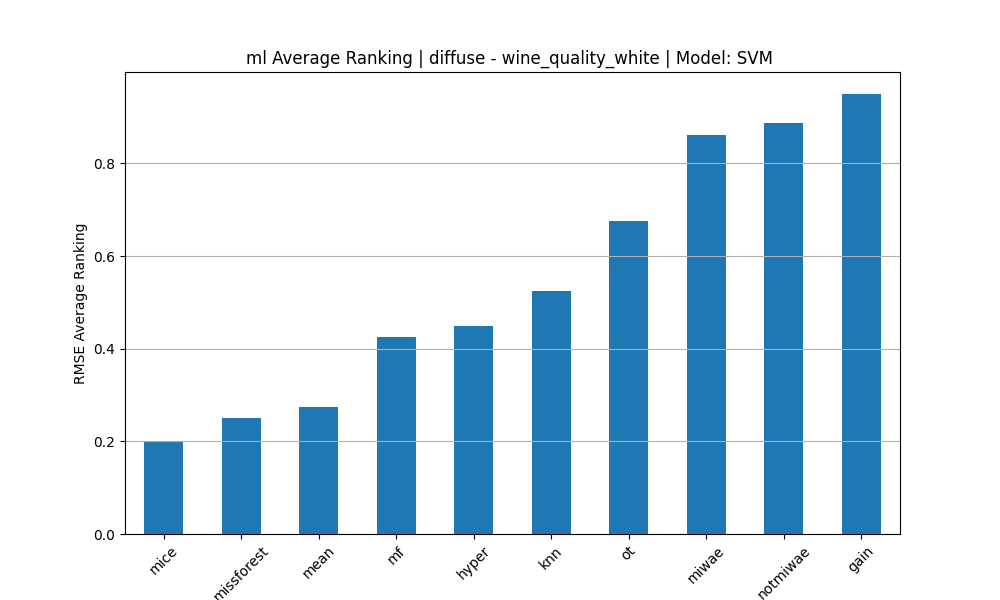 ml Average Ranking | diffuse - wine_quality_white | Model: SVM
RMSE Average Ranking
0.8
0.6
0.4
0.2
0.0
mice
missforest
mean
mf
hyper
knn
ot
miwae
notmiwae
gain